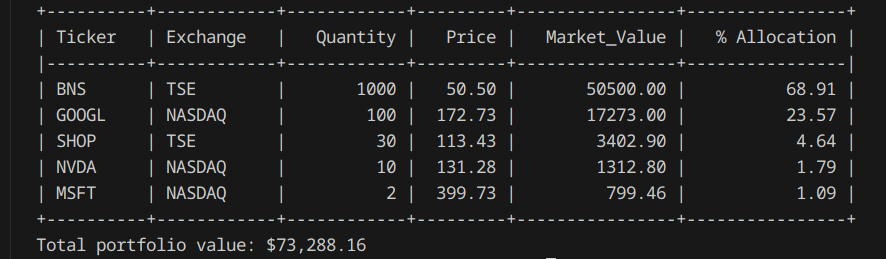 +----------+------------+------------+---------+----------------+----------------+
| Ticker   | Exchange   |   Quantity |   Price |   Market_Value |   % Allocation |
|----------+------------+------------+---------+----------------+----------------|
| BNS      | TSE        |       1000 |   50.50 |       50500.00 |          68.91 |
| GOOGL    | NASDAQ     |        100 |  172.73 |       17273.00 |          23.57 |
| SHOP     | TSE        |         30 |  113.43 |        3402.90 |           4.64 |
| NVDA     | NASDAQ     |         10 |  131.28 |        1312.80 |           1.79 |
| MSFT     | NASDAQ     |          2 |  399.73 |         799.46 |           1.09 |
+----------+------------+------------+---------+----------------+----------------+
Total portfolio value: $73,288.16